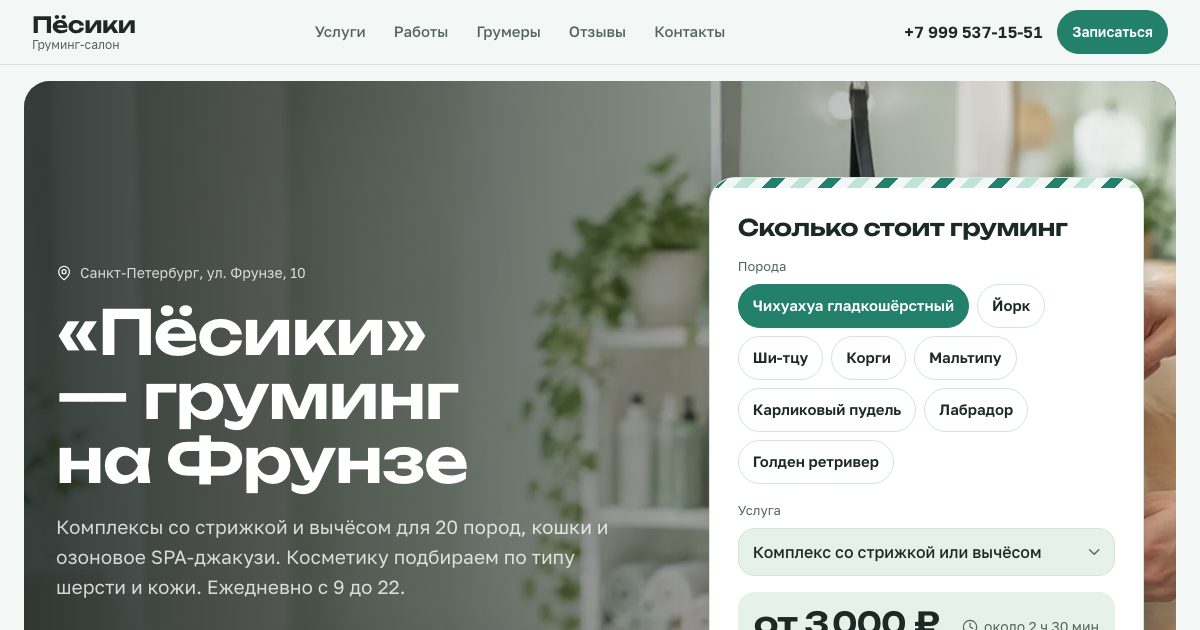 Пёсики
Груминг-салон
Услуги
Работы
Грумеры
Отзывы
Контакты
+7 999 537-15-51
Записаться
Санкт-Петербург, ул. Фрунзе, 10
«Пёсики»
— груминг
на Фрунзе
Комплексы со стрижкой и вычёсом для 20 пород, кошки и
озоновое SPA-джакузи. Косметику подбираем по типу
шерсти и кожи. Ежедневно с 9 до 22.
Сколько стоит груминг
Порода
Чихуахуа гладкошёрстный
Йорк
Ши-тцу
Корги
Мальтипу
Карликовый пудель
Лабрадор
Голден ретривер
Услуга
Комплекс со стрижкой или вычёсом
от 3 000 ₽
около 2 ч 30 мин